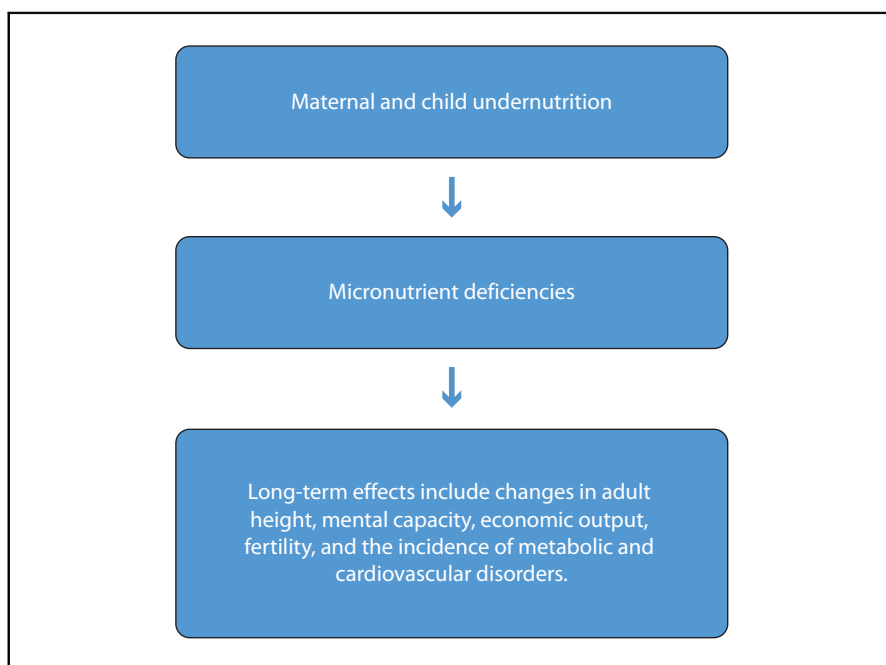 Maternal and child undernutrition
Micronutrient deficiencies
Long-term effects include changes in adult
height, mental capacity, economic output,
fertility, and the incidence of metabolic and
cardiovascular disorders.